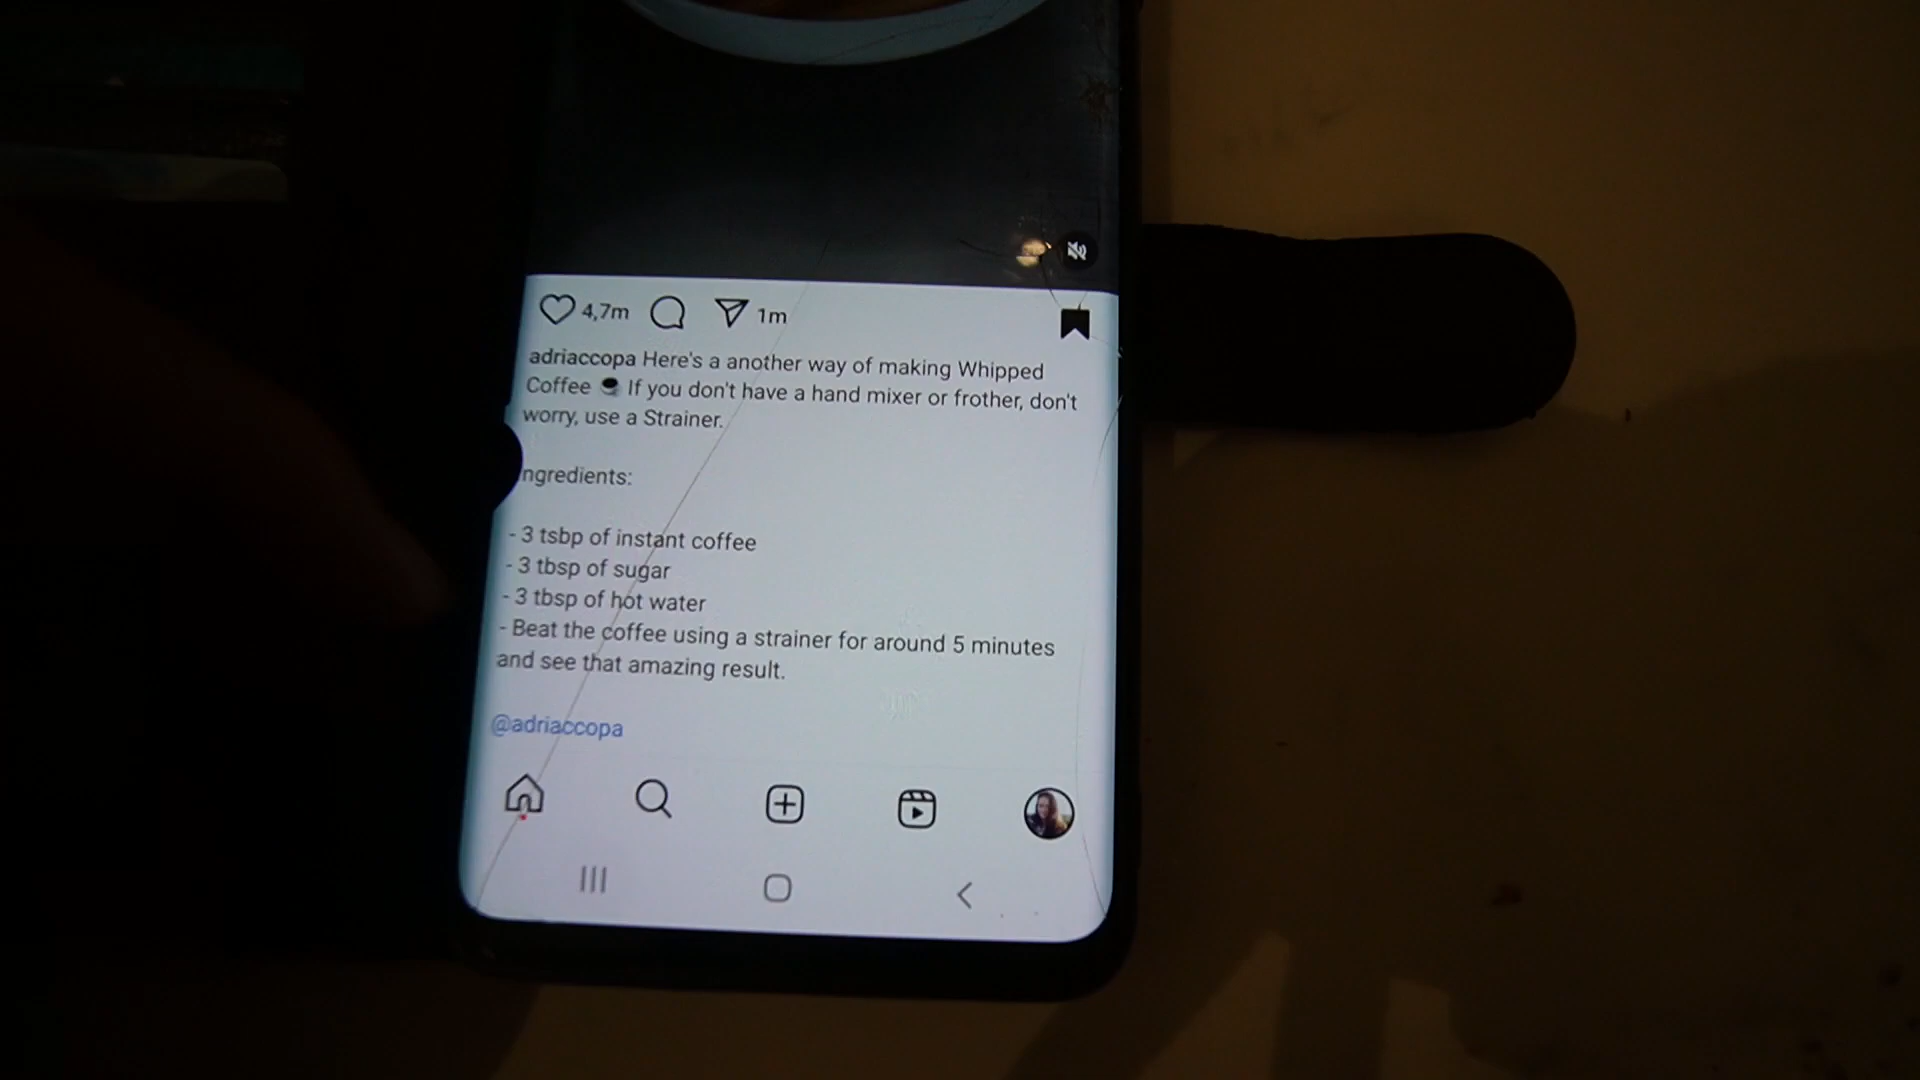 4,7m 1m
adriaccopa Here's a another way of making Whipped
Coffee ☕ If you don't have a hand mixer or frother, don't
worry, use a Strainer.
ngredients:
- 3 tsbp of instant coffee
- 3 tbsp of sugar
- 3 tbsp of hot water
- Beat the coffee using a strainer for around 5 minutes
and see that amazing result.
@adriaccopa